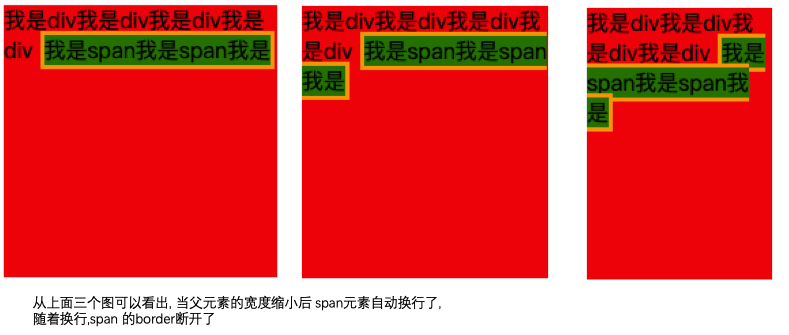 我是div我是div我是div我是
div 我是span我是span我是
我是div我是div我是div我
是div 我是span我是span
我是
我是div我是div我
是div我是div 我是
span我是span我
是
从上面三个图可以看出, 当父元素的宽度缩小后 span元素自动换行了,
随着换行,span 的border断开了